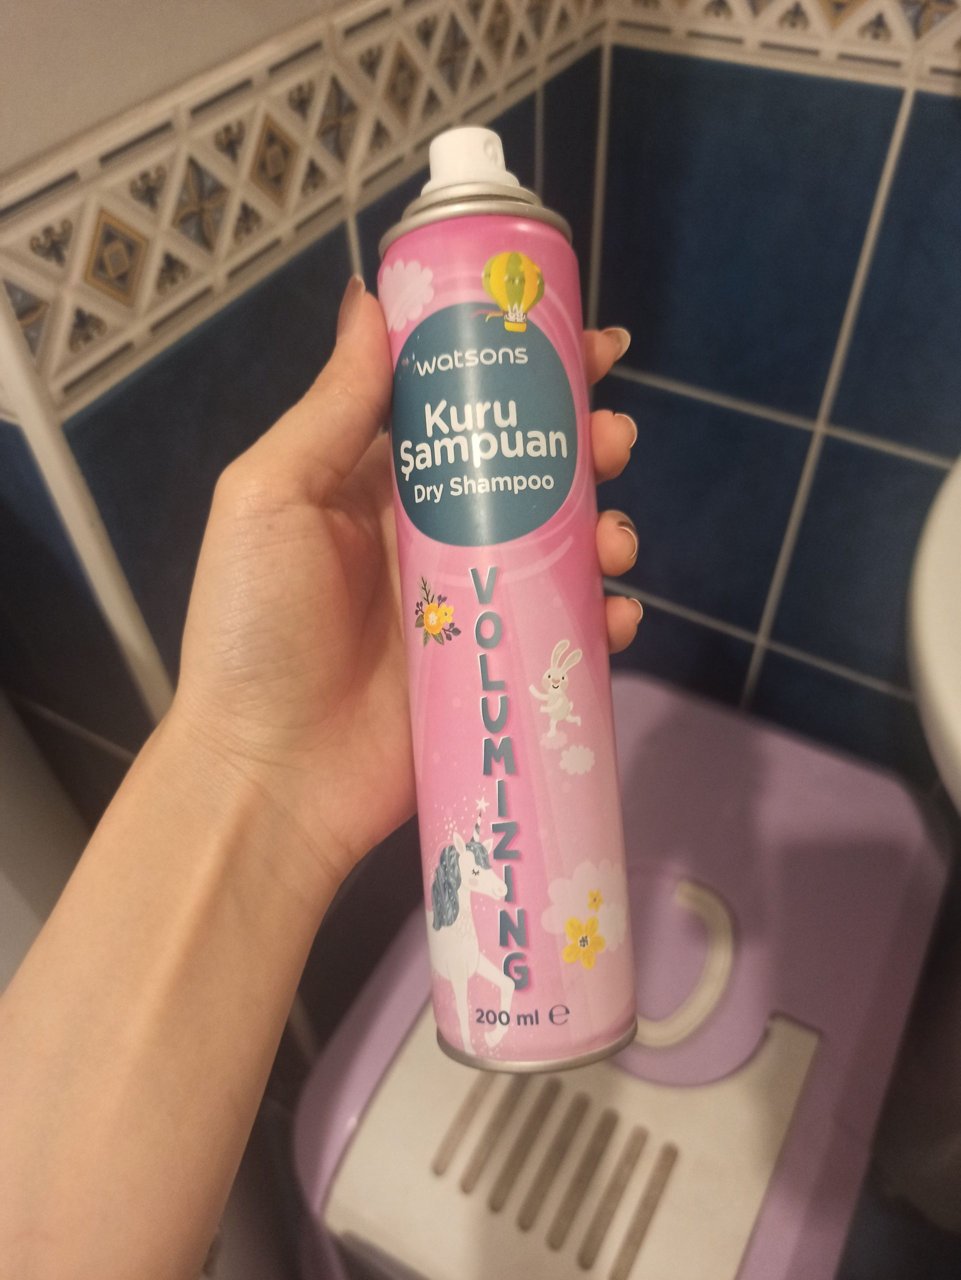 watsons
Kuru
Şampuan
Dry Shampoo
VOLUMIZING
200 ml ℮